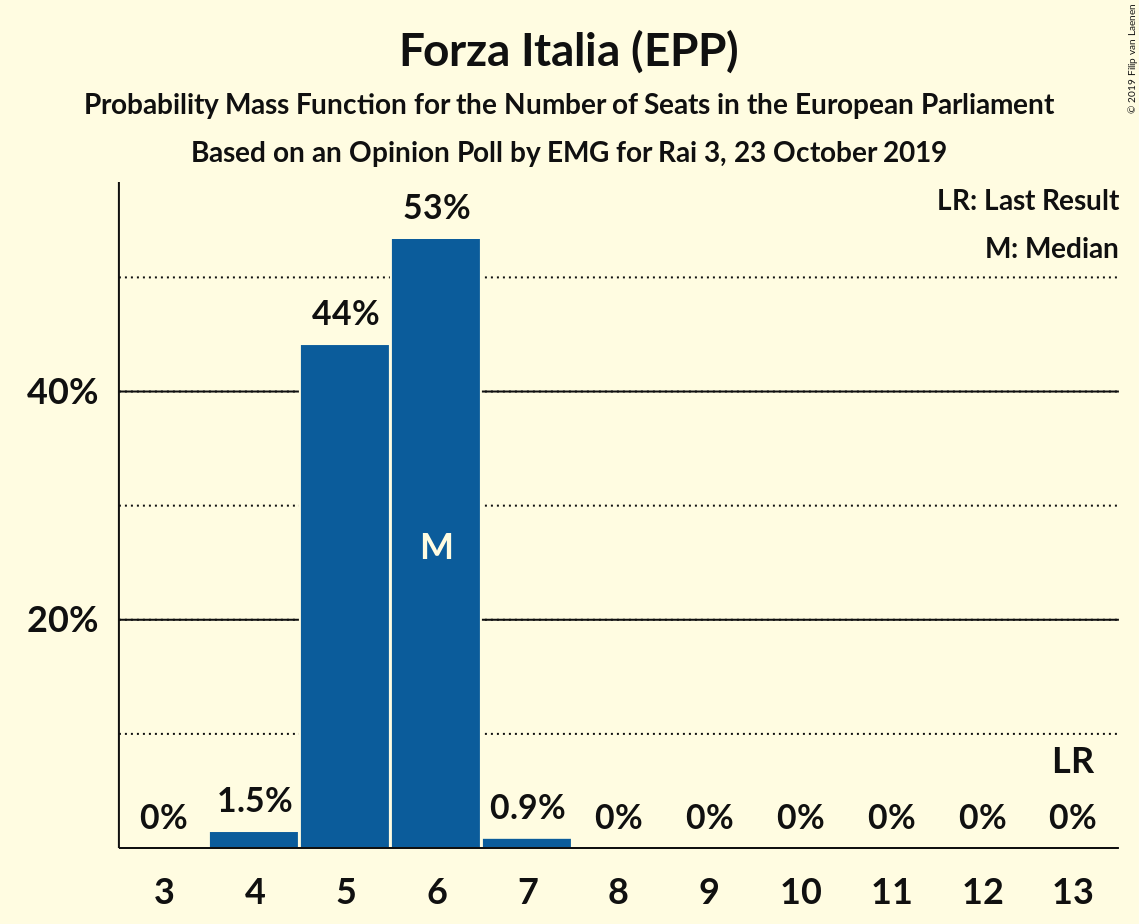 Forza Italia (EPP)
Probability Mass Function for the Number of Seats in the European Parliament
Based on an Opinion Poll by EMG for Rai 3, 23 October 2019
© 2019 Filip van Laenen
LR: Last Result
M: Median
53%
44%
40%
M
20%
LR
0% 1.5% 0.9% 0% 0% 0% 0% 0% 0%
3 4 5 6 7 8 9 10 11 12 13